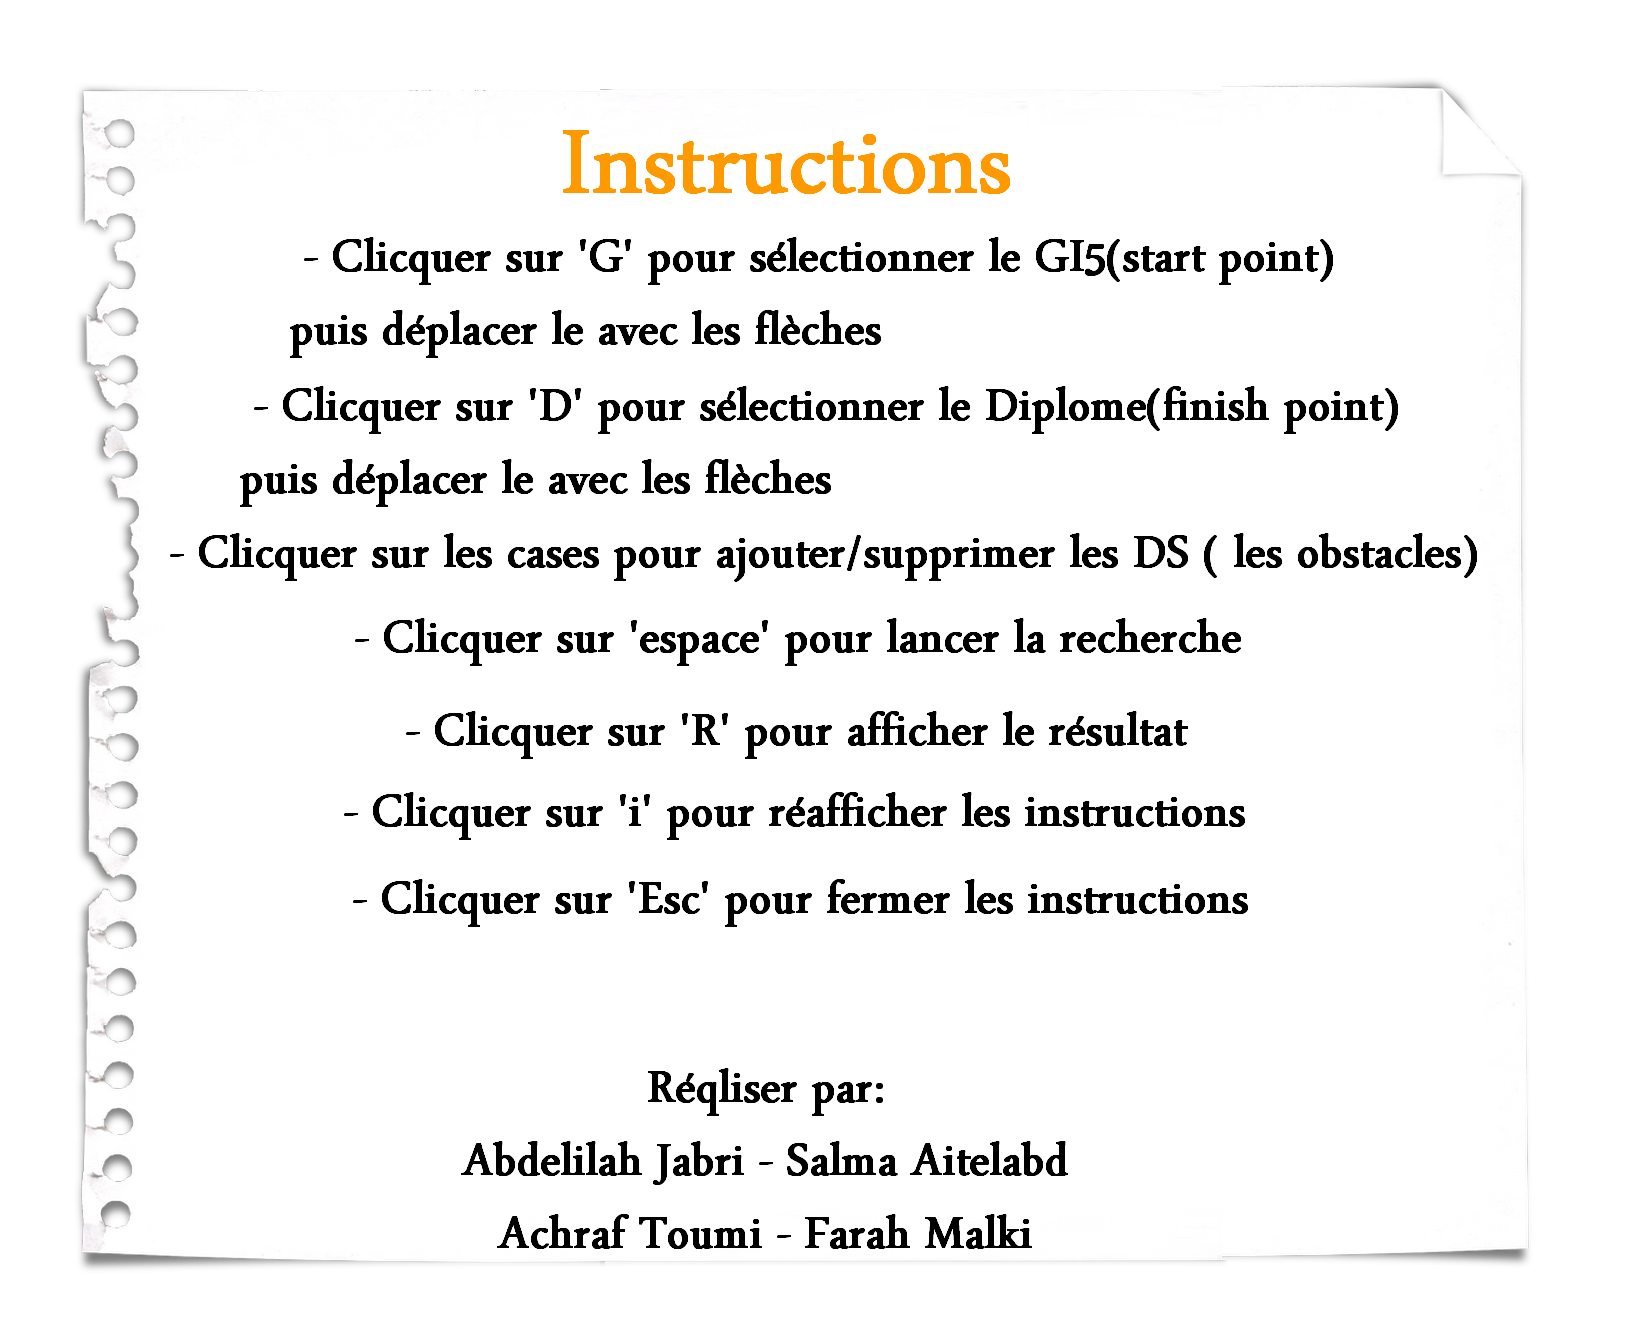 Instructions
- Clicquer sur 'G' pour sélectionner le GI5(start point)
puis déplacer le avec les flèches
- Clicquer sur 'D' pour sélectionner le Diplome(finish point)
puis déplacer le avec les flèches
- Clicquer sur les cases pour ajouter/supprimer les DS ( les obstacles)
- Clicquer sur 'espace' pour lancer la recherche
- Clicquer sur 'R' pour afficher le résultat
- Clicquer sur 'i' pour réafficher les instructions
- Clicquer sur 'Esc' pour fermer les instructions
Réqliser par:
Abdelilah Jabri - Salma Aitelabd
Achraf Toumi - Farah Malki